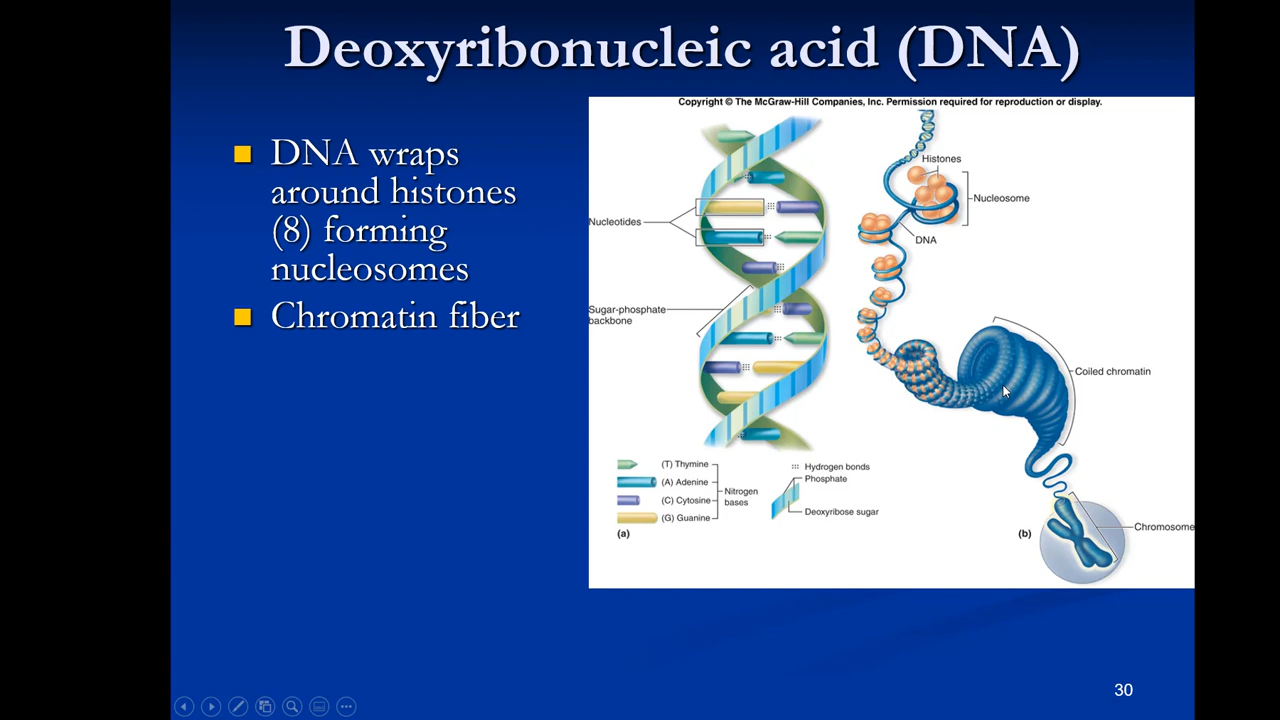 Deoxyribonucleic acid (DNA)
DNA wraps
around histones
(8) forming
nucleosomes
Chromatin fiber
Copyright © The McGraw-Hill Companies, Inc. Permission required for reproduction or display.
Nucleotides
Sugar-phosphate
backbone
(T) Thymine
(A) Adenine
(C) Cytosine
(G) Guanine
Nitrogen
bases
Hydrogen bonds
Phosphate
Deoxyribose sugar
(a)
Histones
Nucleosome
DNA
Coiled chromatin
Chromosome
(b)
30